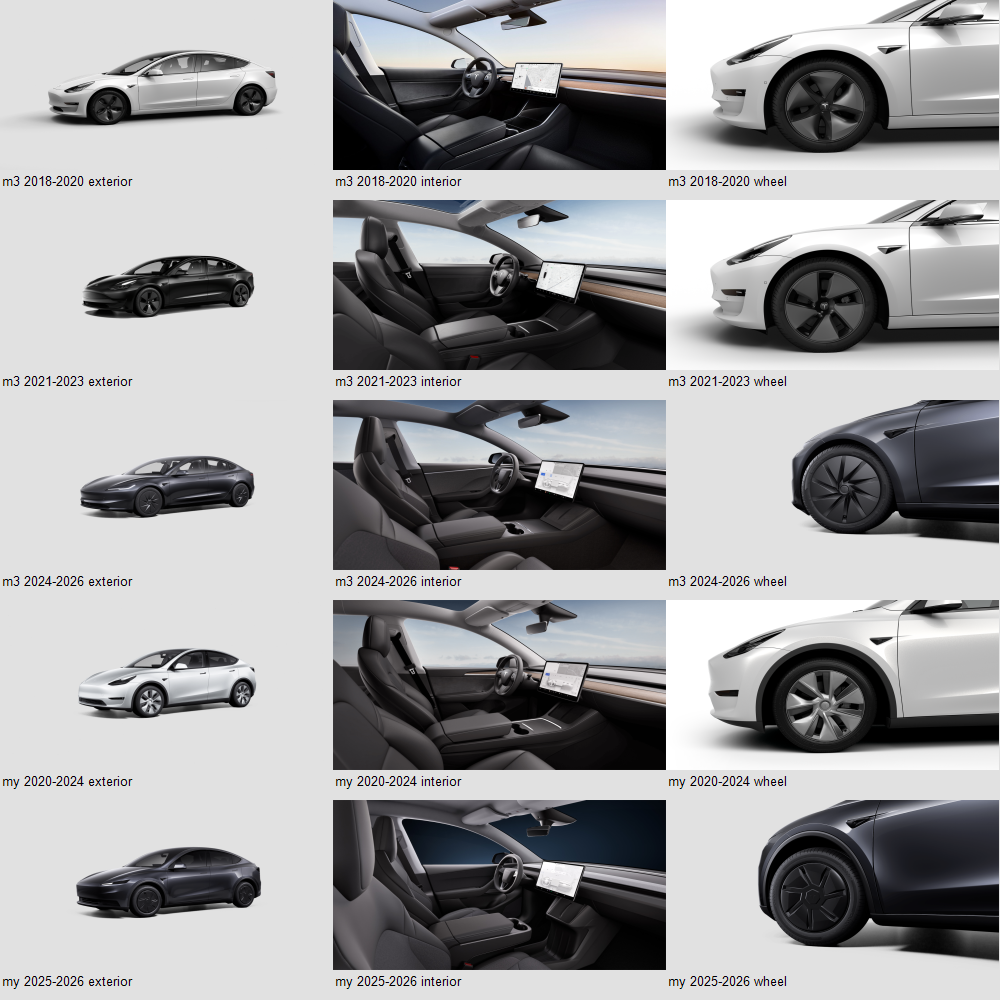 m3 2018-2020 exterior
m3 2018-2020 interior
m3 2018-2020 wheel
m3 2021-2023 exterior
m3 2021-2023 interior
m3 2021-2023 wheel
m3 2024-2026 exterior
m3 2024-2026 interior
m3 2024-2026 wheel
my 2020-2024 exterior
my 2020-2024 interior
my 2020-2024 wheel
my 2025-2026 exterior
my 2025-2026 interior
my 2025-2026 wheel